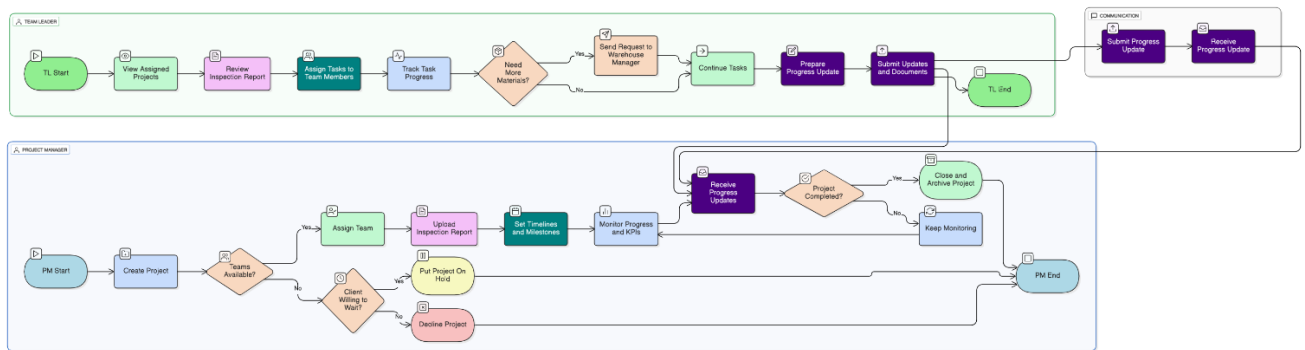 TEAM LEADER
TL Start
View Assigned
Projects
Review
Inspection Report
Assign Tasks to
Team Members
Track Task
Progress
Need
More
Materials?
Yes
No
Send Request to
Warehouse
Manager
Continue Tasks
Prepare
Progress Update
Submit Updates
and Documents
TL End
COMMUNICATION
Submit Progress
Update
Receive
Progress Update
PROJECT MANAGER
PM Start
Create Project
Teams
Available?
Yes
No
Assign Team
Upload
Inspection Report
Set Timelines
and Milestones
Monitor Progress
and KPIs
Receive
Progress
Updates
Project
Completed?
Yes
No
Close and
Archive Project
Keep Monitoring
Client
Willing to
Wait?
Yes
No
Put Project On
Hold
Decline Project
PM End